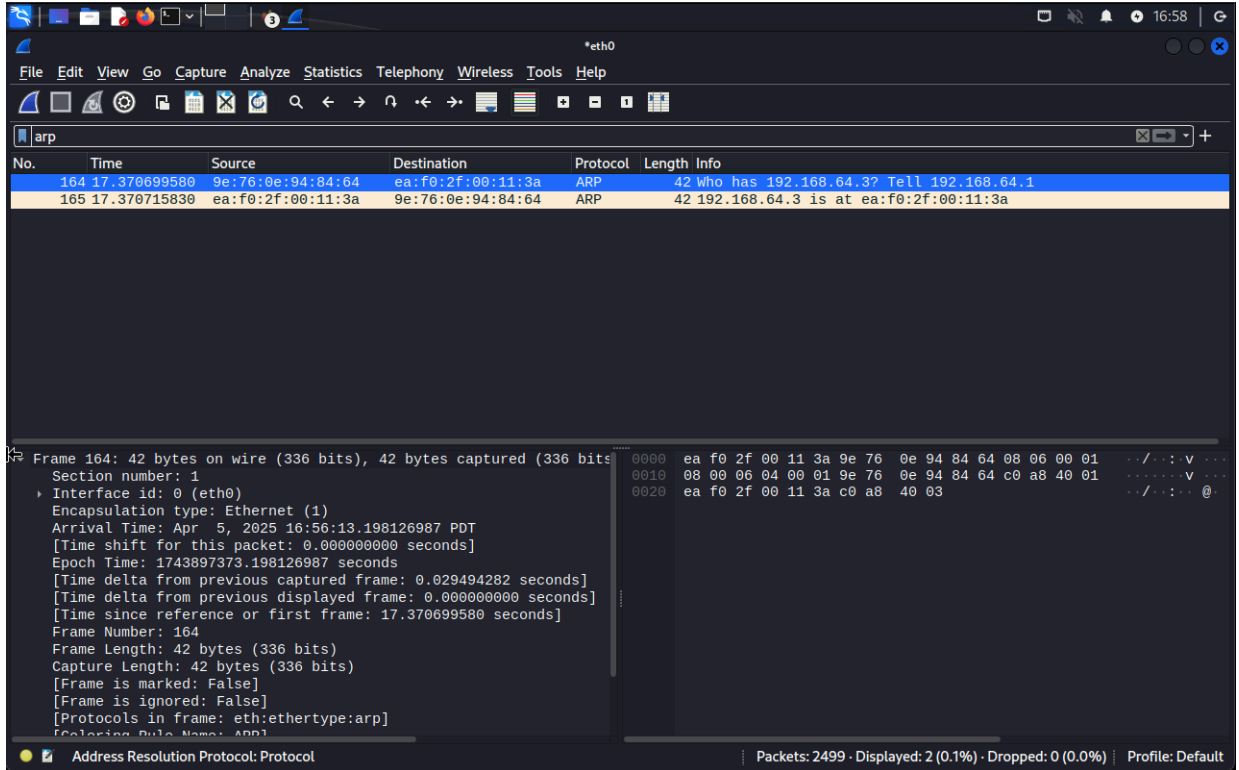 3 16:58
*eth0
File Edit View Go Capture Analyze Statistics Telephony Wireless Tools Help
arp
No. Time Source Destination Protocol Length Info
164 17.370699580 9e:76:0e:94:84:64 ea:f0:2f:00:11:3a ARP 42 Who has 192.168.64.3? Tell 192.168.64.1
165 17.370715830 ea:f0:2f:00:11:3a 9e:76:0e:94:84:64 ARP 42 192.168.64.3 is at ea:f0:2f:00:11:3a
Frame 164: 42 bytes on wire (336 bits), 42 bytes captured (336 bits
Section number: 1
Interface id: 0 (eth0)
Encapsulation type: Ethernet (1)
Arrival Time: Apr 5, 2025 16:56:13.198126987 PDT
[Time shift for this packet: 0.000000000 seconds]
Epoch Time: 1743897373.198126987 seconds
[Time delta from previous captured frame: 0.029494282 seconds]
[Time delta from previous displayed frame: 0.000000000 seconds]
[Time since reference or first frame: 17.370699580 seconds]
Frame Number: 164
Frame Length: 42 bytes (336 bits)
Capture Length: 42 bytes (336 bits)
[Frame is marked: False]
[Frame is ignored: False]
[Protocols in frame: eth:ethertype:arp]
[Coloring Rule Name: ARP]
0000 ea f0 2f 00 11 3a 9e 76 0e 94 84 64 08 06 00 01 ··/··:·v ···
0010 08 00 06 04 00 01 9e 76 0e 94 84 64 c0 a8 40 01 ·······v ···
0020 ea f0 2f 00 11 3a c0 a8 40 03 ··/··:·· @·
Address Resolution Protocol: Protocol
Packets: 2499 · Displayed: 2 (0.1%) · Dropped: 0 (0.0%) Profile: Default